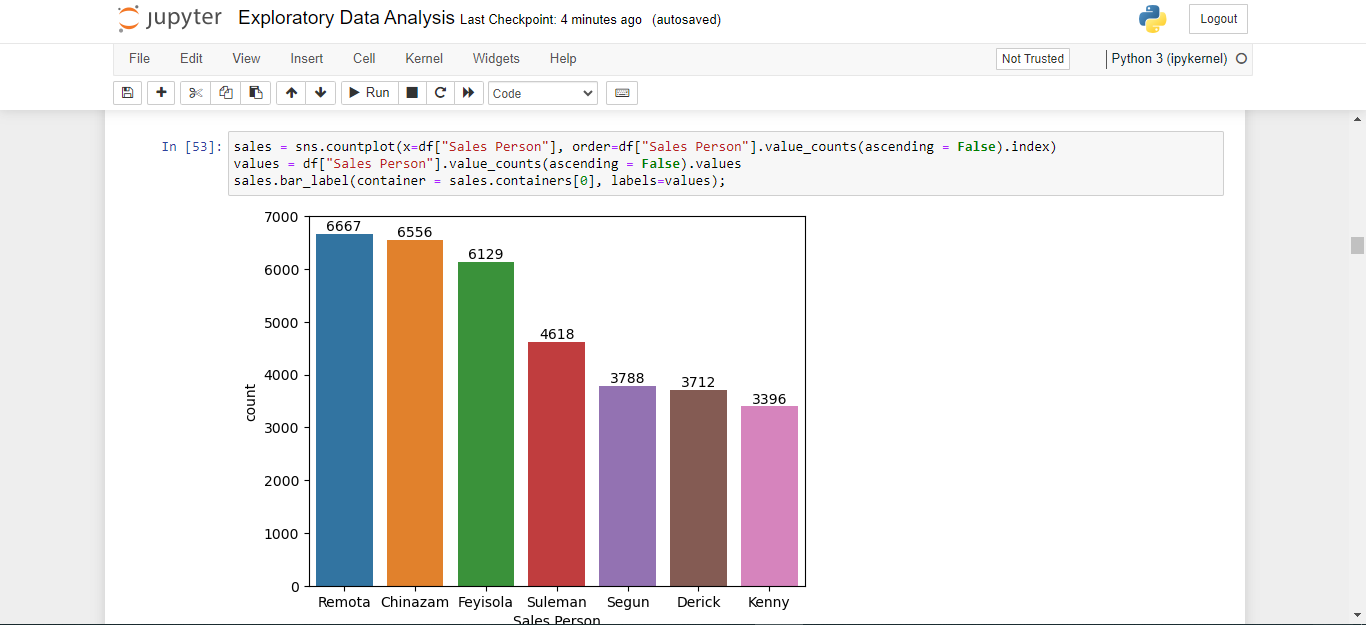 jupyter Exploratory Data Analysis Last Checkpoint: 4 minutes ago (autosaved) Logout
File Edit View Insert Cell Kernel Widgets Help Not Trusted Python 3 (ipykernel)
Run Code
In [53]: sales = sns.countplot(x=df["Sales Person"], order=df["Sales Person"].value_counts(ascending = False).index)
values = df["Sales Person"].value_counts(ascending = False).values
sales.bar_label(container = sales.containers[0], labels=values);
7000
6667
6556
6129
6000
5000
4618
4000
3788
3712
3396
count
3000
2000
1000
0
Remota Chinazam Feyisola Suleman Segun Derick Kenny
Sales Person